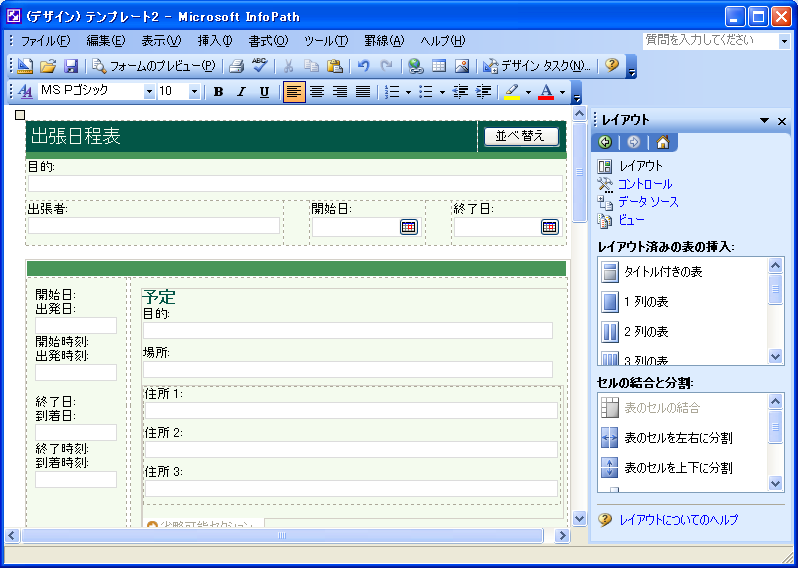 (デザイン) テンプレート2 - Microsoft InfoPath
ファイル(F) 編集(E) 表示(V) 挿入(I) 書式(O) ツール(T) 罫線(A) ヘルプ(H) 質問を入力してください
フォームのプレビュー(P) ABC デザイン タスク(N)...
MS Pゴシック 10 B I U A
出張日程表 並べ替え
目的:
出張者: 開始日: 終了日:
開始日:
出発日:
開始時刻:
出発時刻:
終了日:
到着日:
終了時刻:
到着時刻:
予定
目的:
場所:
住所 1:
住所 2:
住所 3:
省略可能セクション
レイアウト
レイアウト
コントロール
データ ソース
ビュー
レイアウト済みの表の挿入:
タイトル付きの表
1 列の表
2 列の表
3 列の表
セルの結合と分割:
表のセルの結合
表のセルを左右に分割
表のセルを上下に分割
レイアウトについてのヘルプ